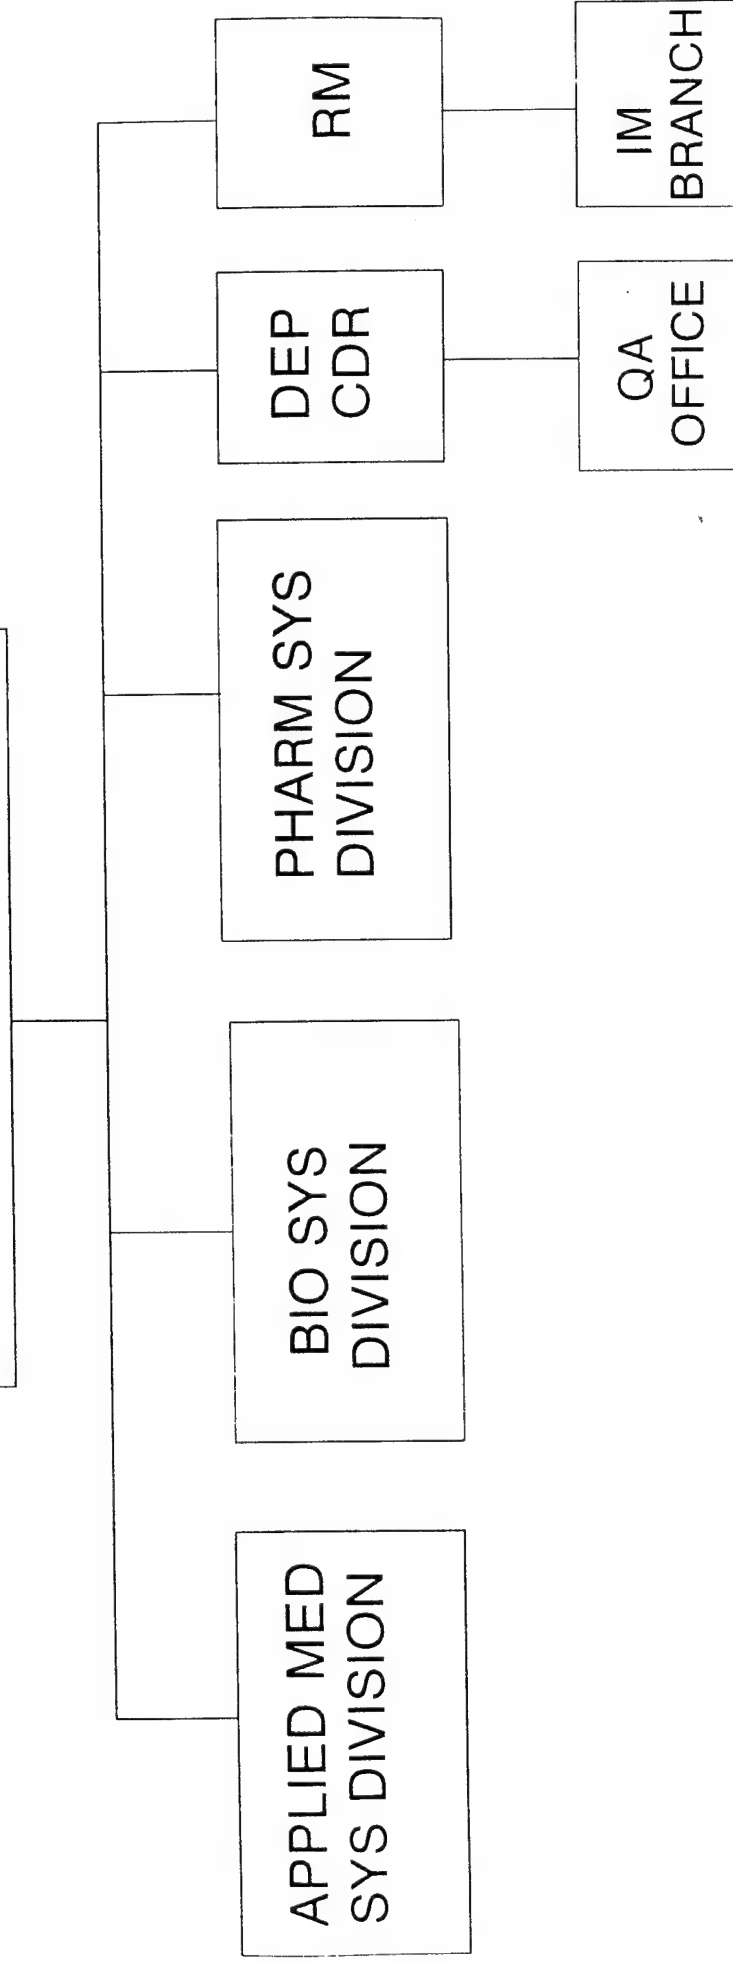 APPLIED MED
SYS DIVISION
BIO SYS
DIVISION
PHARM SYS
DIVISION
DEP
CDR
RM
QA
OFFICE
IM
BRANCH